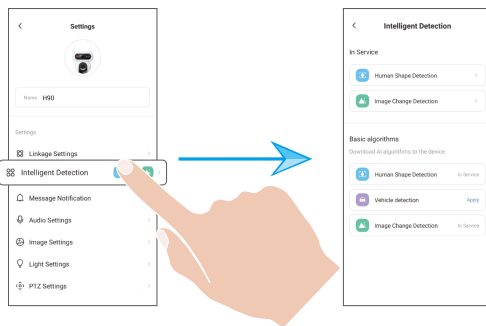 Settings
Name H90
Settings
Linkage Settings
Intelligent Detection
Message Notification
Audio Settings
Image Settings
Light Settings
PTZ Settings
Intelligent Detection
In Service
Human Shape Detection
Image Change Detection
Basic algorithms
Download AI algorithms to the device.
Human Shape Detection In Service
Vehicle detection Apply
Image Change Detection In Service